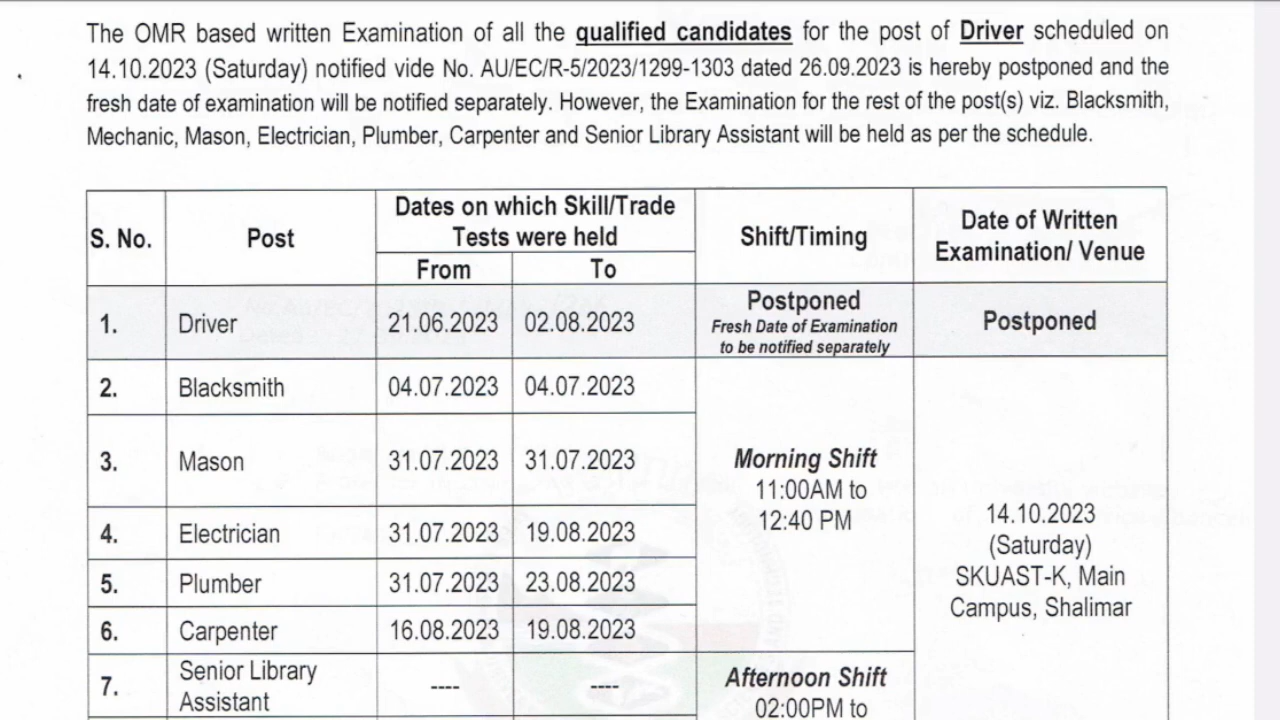 The OMR based written Examination of all the qualified candidates for the post of Driver scheduled on
14.10.2023 (Saturday) notified vide No. AU/EC/R-5/2023/1299-1303 dated 26.09.2023 is hereby postponed and the
fresh date of examination will be notified separately. However, the Examination for the rest of the post(s) viz. Blacksmith,
Mechanic, Mason, Electrician, Plumber, Carpenter and Senior Library Assistant will be held as per the schedule.
S. No.
Post
Dates on which Skill/Trade
Tests were held
From
To
Shift/Timing
Date of Written
Examination/ Venue
1.
Driver
21.06.2023
02.08.2023
Postponed
Fresh Date of Examination
to be notified separately
Postponed
2.
Blacksmith
04.07.2023
04.07.2023
3.
Mason
31.07.2023
31.07.2023
4.
Electrician
31.07.2023
19.08.2023
5.
Plumber
31.07.2023
23.08.2023
6.
Carpenter
16.08.2023
19.08.2023
Morning Shift
11:00AM to
12:40 PM
14.10.2023
(Saturday)
SKUAST-K, Main
Campus, Shalimar
7.
Senior Library
Assistant
----
----
Afternoon Shift
02:00PM to